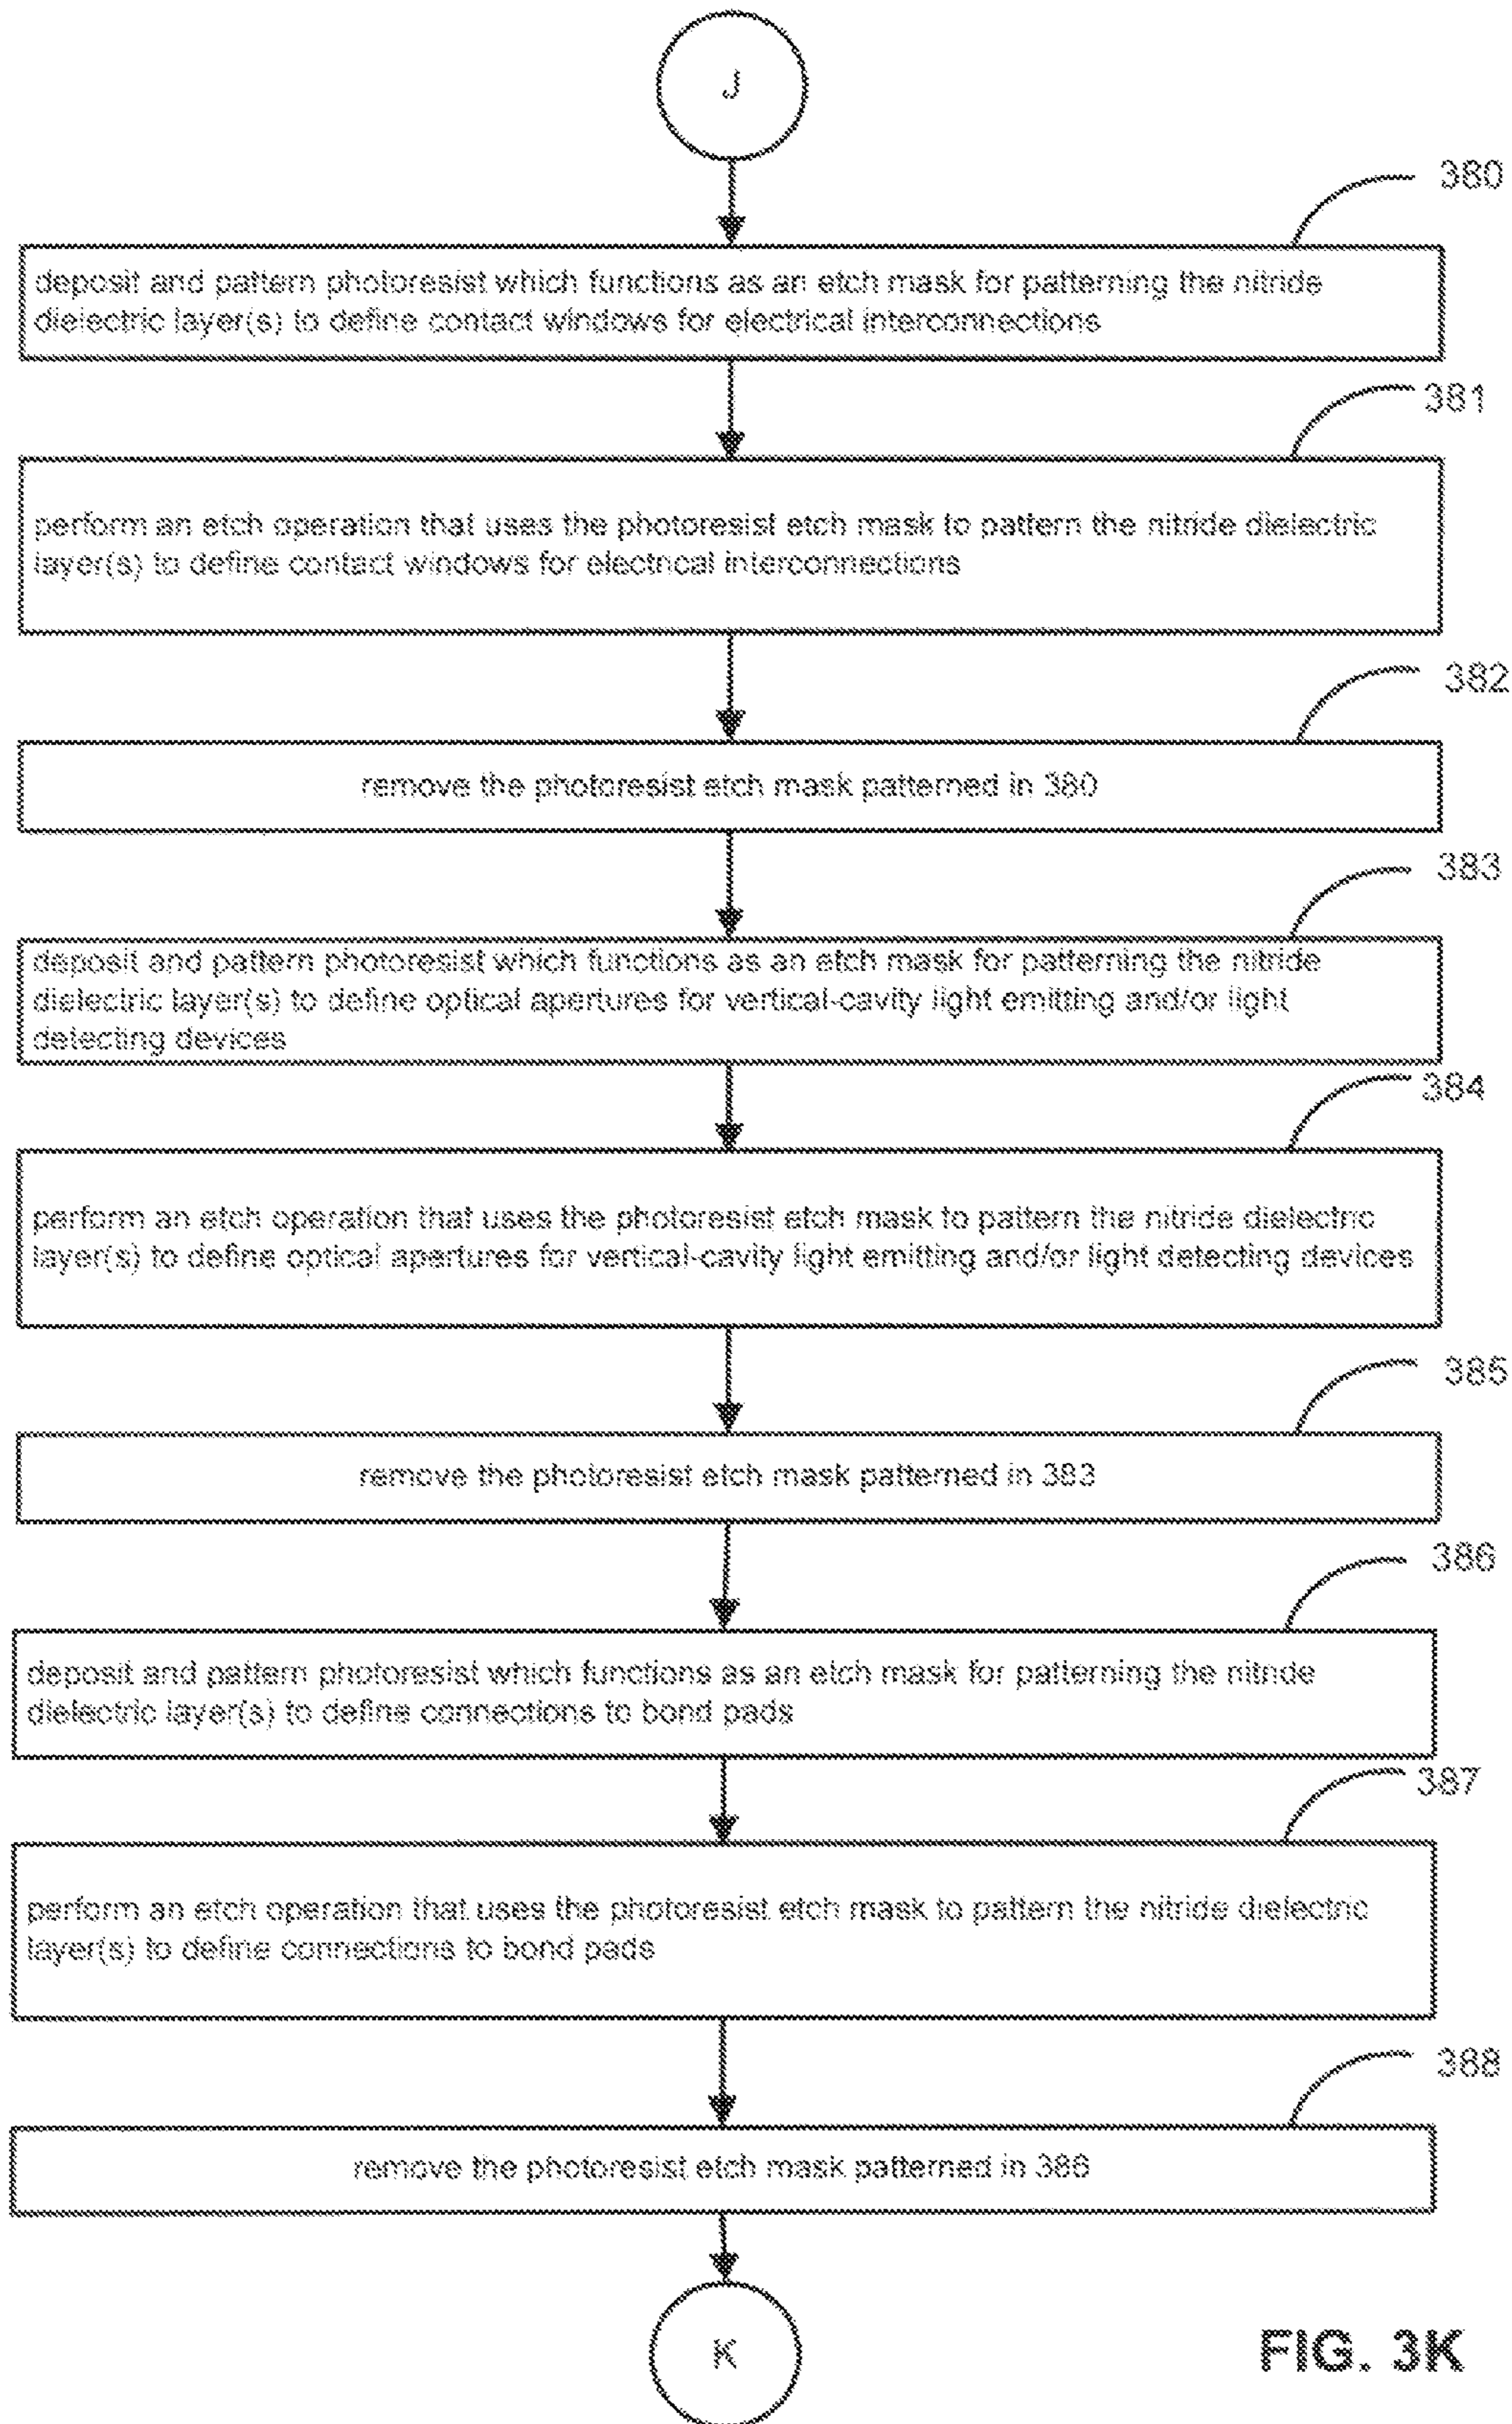 J
380
deposit and pattern photoresist which functions as an etch mask for patterning the nitride
dielectric layer(s) to define contact windows for electrical interconnections
381
perform an etch operation that uses the photoresist etch mask to pattern the nitride dielectric
layer(s) to define contact windows for electrical interconnections
382
remove the photoresist etch mask patterned in 380
383
deposit and pattern photoresist which functions as an etch mask for patterning the nitride
dielectric layer(s) to define optical apertures for vertical-cavity light emitting and/or light
detecting devices
384
perform an etch operation that uses the photoresist etch mask to pattern the nitride dielectric
layer(s) to define optical apertures for vertical-cavity light emitting and/or light detecting devices
385
remove the photoresist etch mask patterned in 383
386
deposit and pattern photoresist which functions as an etch mask for patterning the nitride
dielectric layer(s) to define connections to bond pads
387
perform an etch operation that uses the photoresist etch mask to pattern the nitride dielectric
layer(s) to define connections to bond pads
388
remove the photoresist etch mask patterned in 386
K
FIG. 3K